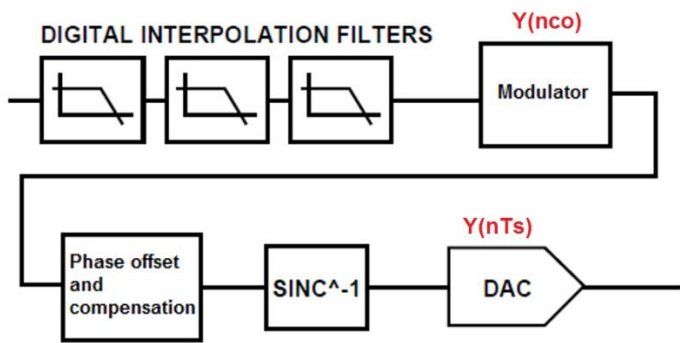 Y(nco)
DIGITAL INTERPOLATION FILTERS
Modulator
Phase offset
and
compensation
SINC^-1
Y(nTs)
DAC